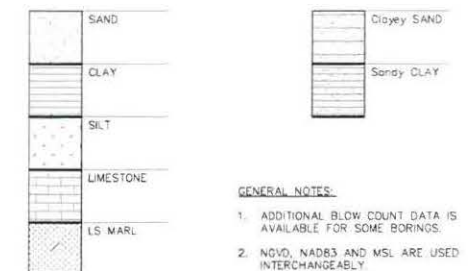 SAND
CLAY
SILT
LIMESTONE
LS MARL
Clayey SAND
Sandy CLAY
GENERAL NOTES:
1. ADDITIONAL BLOW COUNT DATA IS
AVAILABLE FOR SOME BORINGS.
2. NGVD, NAD83 AND MSL ARE USED
INTERCHANGEABLY